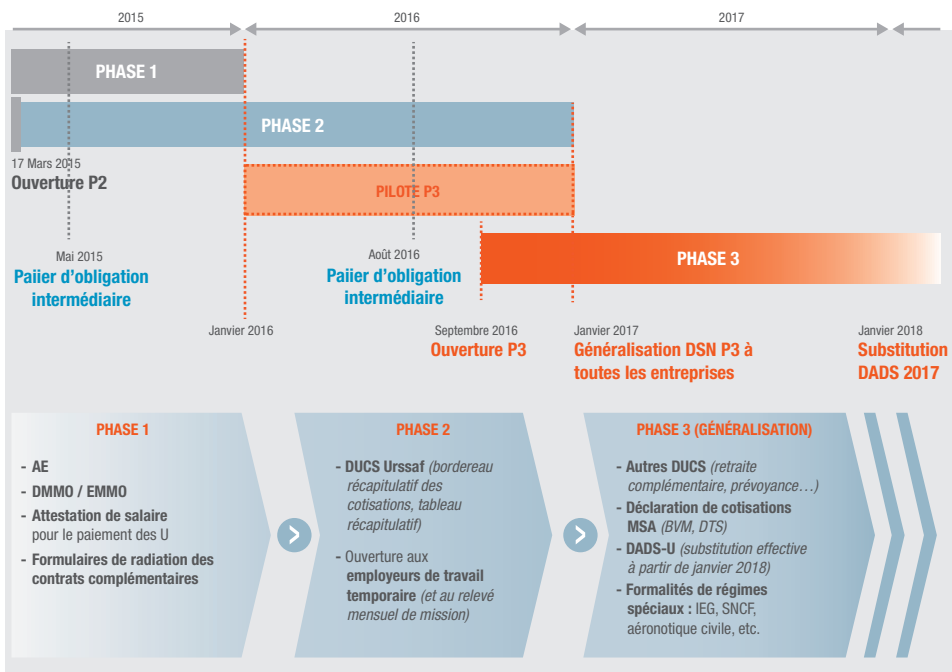 2015
2016
2017
PHASE 1
PHASE 2
17 Mars 2015
Ouverture P2
PILOTE P3
Mai 2015
Paiier d’obligation
intermédiaire
Août 2016
Paiier d’obligation
intermédiaire
PHASE 3
Janvier 2016
Septembre 2016
Ouverture P3
Janvier 2017
Généralisation DSN P3 à
toutes les entreprises
Janvier 2018
Substitution
DADS 2017
PHASE 1
- AE
- DMMO / EMMO
- Attestation de salaire
pour le paiement des U
- Formulaires de radiation des
contrats complémentaires
PHASE 2
- DUCS Urssaf (bordereau
récapitulatif des
cotisations, tableau
récapitulatif)
- Ouverture aux
employeurs de travail
temporaire (et au relevé
mensuel de mission)
PHASE 3 (GÉNÉRALISATION)
- Autres DUCS (retraite
complémentaire, prévoyance…)
- Déclaration de cotisations
MSA (BVM, DTS)
- DADS-U (substitution effective
à partir de janvier 2018)
- Formalités de régimes
spéciaux : IEG, SNCF,
aéronotique civile, etc.